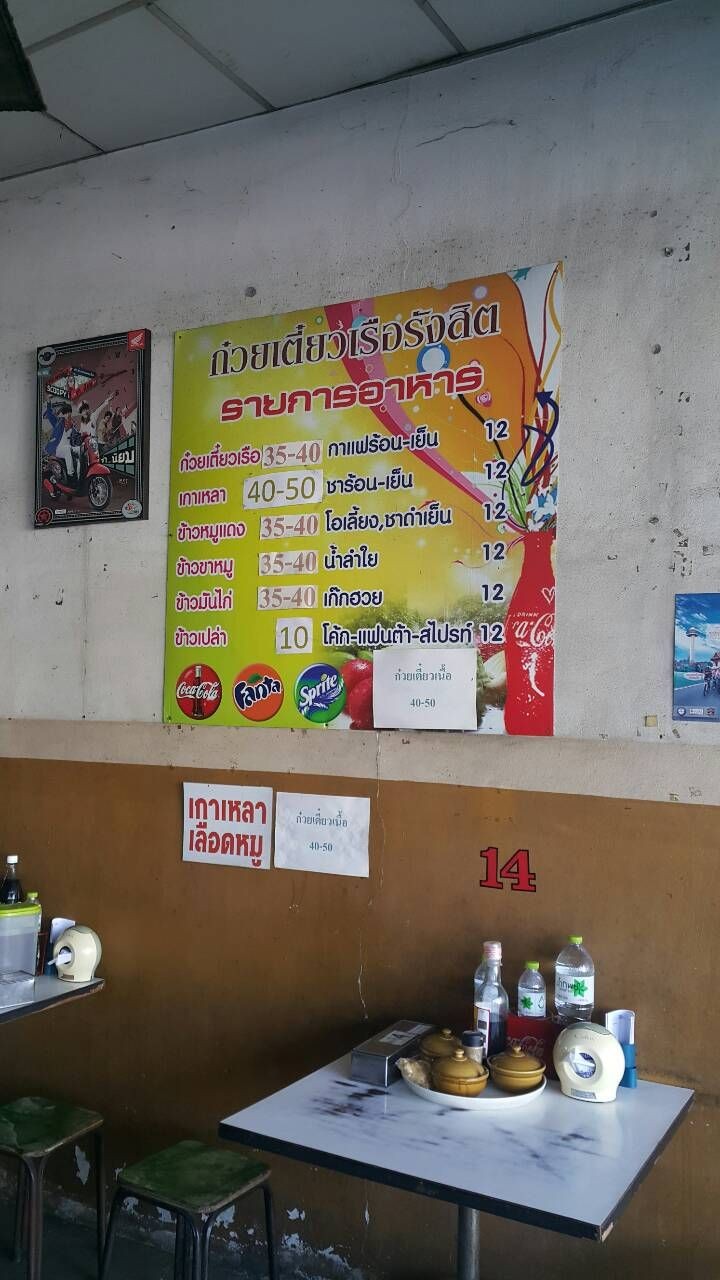 ก๋วยเตี๋ยวเรือรังสิต
รายการอาหาร
ก๋วยเตี๋ยวเรือ 35-40 กาแฟร้อน-เย็น 12
เกาเหลา 40-50 ชาร้อน-เย็น 12
ข้าวหมูแดง 35-40 โอเลี้ยง,ชาดำเย็น 12
ข้าวขาหมู 35-40 น้ำลำใย 12
ข้าวมันไก่ 35-40 เก๊กฮวย 12
ข้าวเปล่า 10 โค้ก-แฟนต้า-สไปรท์ 12
Coca-Cola
Fanta
Sprite
ก๋วยเตี๋ยวเนื้อ
40-50
DRINK
HONDA
SCOOPY
เกาเหลา
เลือดหมู
ก๋วยเตี๋ยวเนื้อ
40-50
14
Coca-Cola